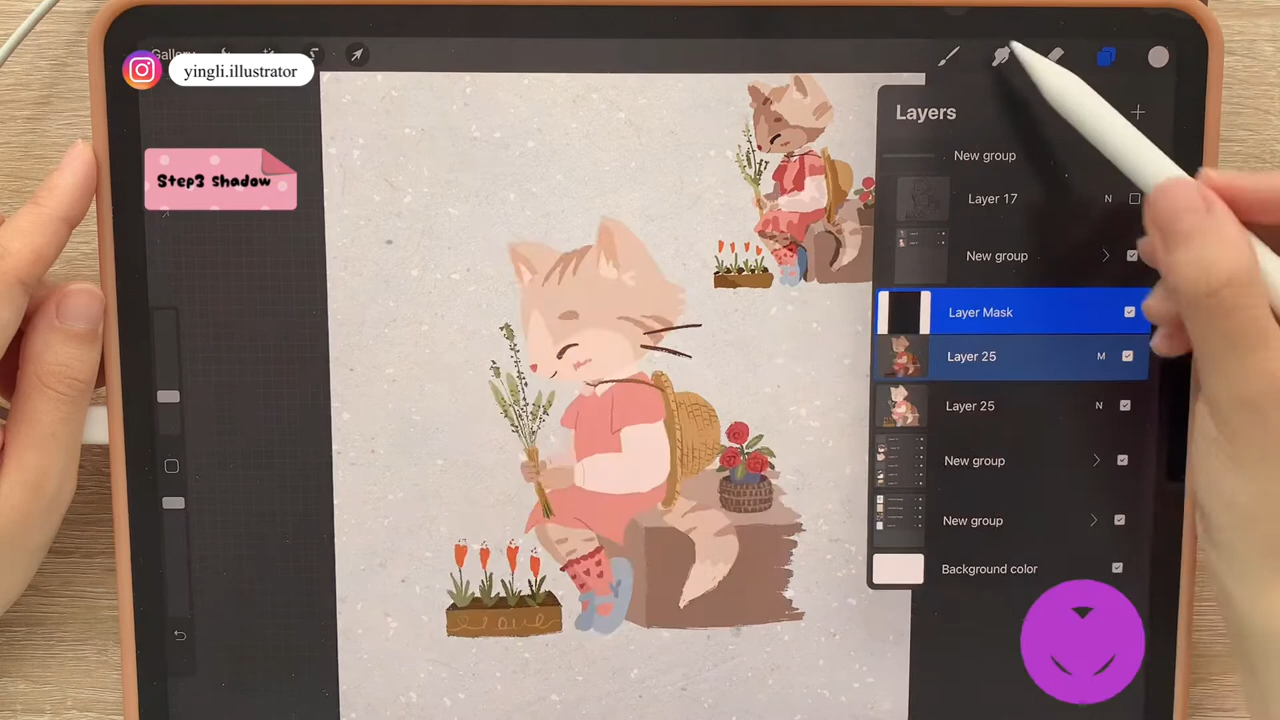 Gallery
yingli.illustrator
Step3 Shadow
Layers
New group
Layer 17
N
New group
Layer Mask
Layer 25
M
Layer 25
N
New group
New group
Background color